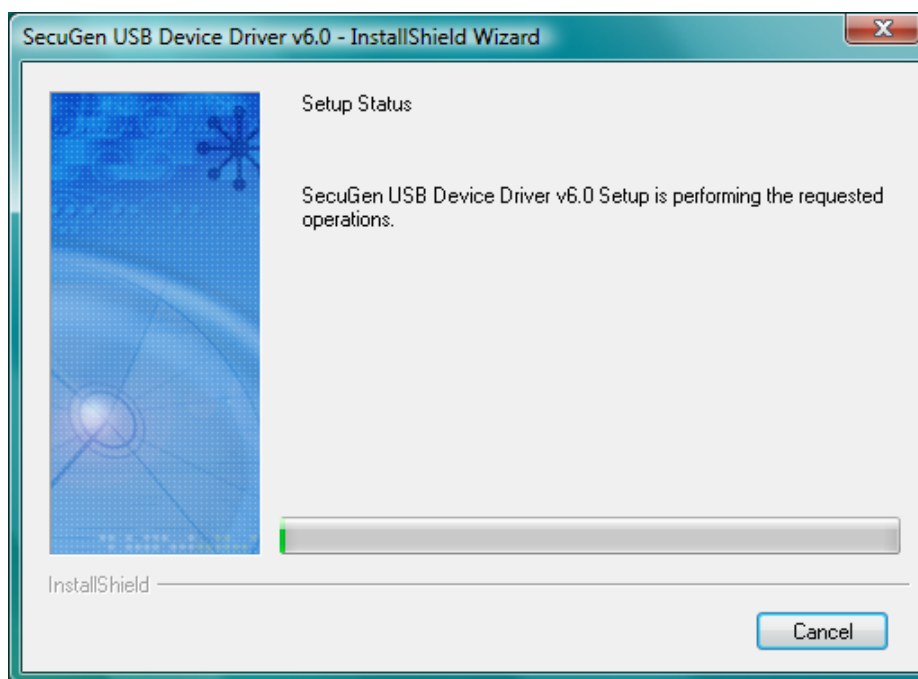 SecuGen USB Device Driver v6.0 - InstallShield Wizard
Setup Status
SecuGen USB Device Driver v6.0 Setup is performing the requested
operations.
InstallShield
Cancel